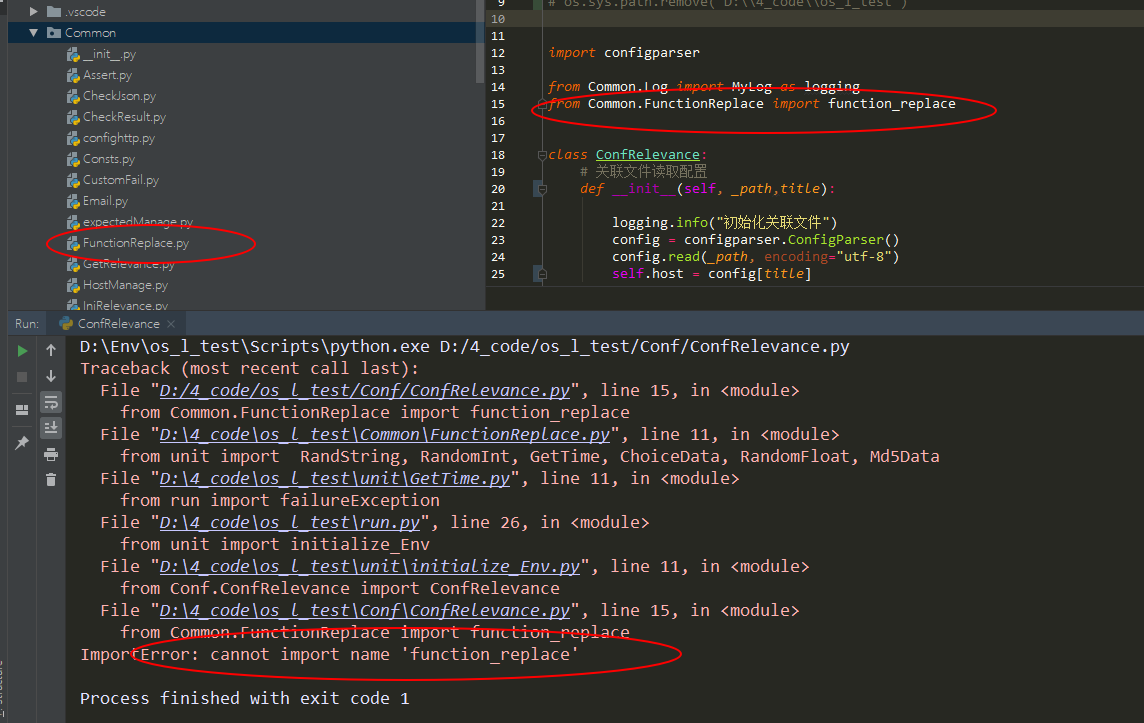 .vscode
Common
__init__.py
Assert.py
CheckJson.py
CheckResult.py
confighttp.py
Consts.py
CustomFail.py
Email.py
expectedManage.py
FunctionReplace.py
GetRelevance.py
HostManage.py
IniRelevance.py
9 # os.sys.path.remove('D:\\4_code\\os_l_test')
10
11
12 import configparser
13
14 from Common.Log import MyLog as logging
15 from Common.FunctionReplace import function_replace
16
17
18 class ConfRelevance:
19 # 关联文件读取配置
20 def __init__(self, _path,title):
21
22 logging.info("初始化关联文件")
23 config = configparser.ConfigParser()
24 config.read(_path, encoding="utf-8")
25 self.host = config[title]
Run: ConfRelevance
D:\Env\os_l_test\Scripts\python.exe D:/4_code/os_l_test/Conf/ConfRelevance.py
Traceback (most recent call last):
File "D:/4_code/os_l_test/Conf/ConfRelevance.py", line 15, in <module>
from Common.FunctionReplace import function_replace
File "D:\4_code\os_l_test\Common\FunctionReplace.py", line 11, in <module>
from unit import  RandString, RandomInt, GetTime, ChoiceData, RandomFloat, Md5Data
File "D:\4_code\os_l_test\unit\GetTime.py", line 11, in <module>
from run import failureException
File "D:\4_code\os_l_test\run.py", line 26, in <module>
from unit import initialize_Env
File "D:\4_code\os_l_test\unit\initialize_Env.py", line 11, in <module>
from Conf.ConfRelevance import ConfRelevance
File "D:\4_code\os_l_test\Conf\ConfRelevance.py", line 15, in <module>
from Common.FunctionReplace import function_replace
ImportError: cannot import name 'function_replace'
Process finished with exit code 1